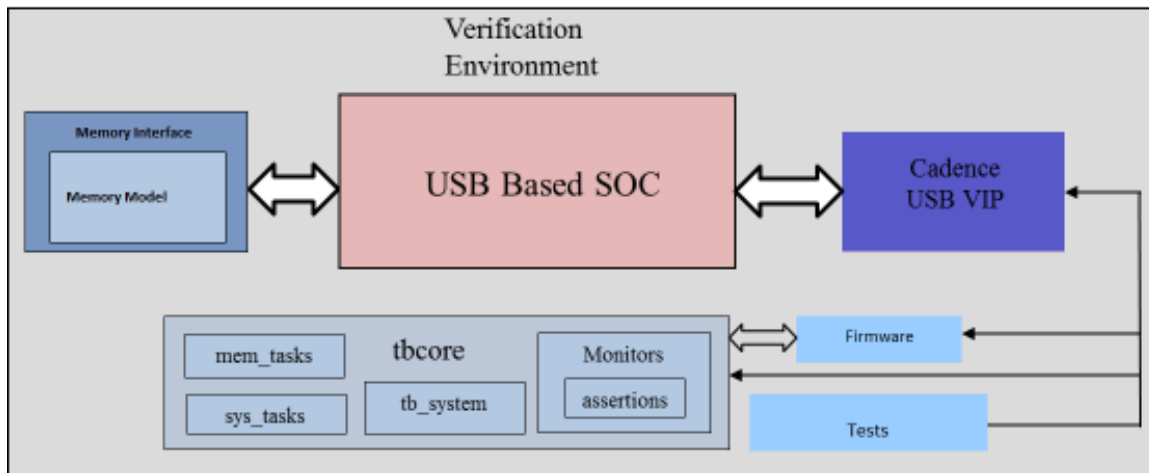 Verification
Environment
Memory Interface
Memory Model
USB Based SOC
Cadence
USB VIP
mem_tasks
tbcore
Monitors
Firmware
sys_tasks
tb_system
assertions
Tests